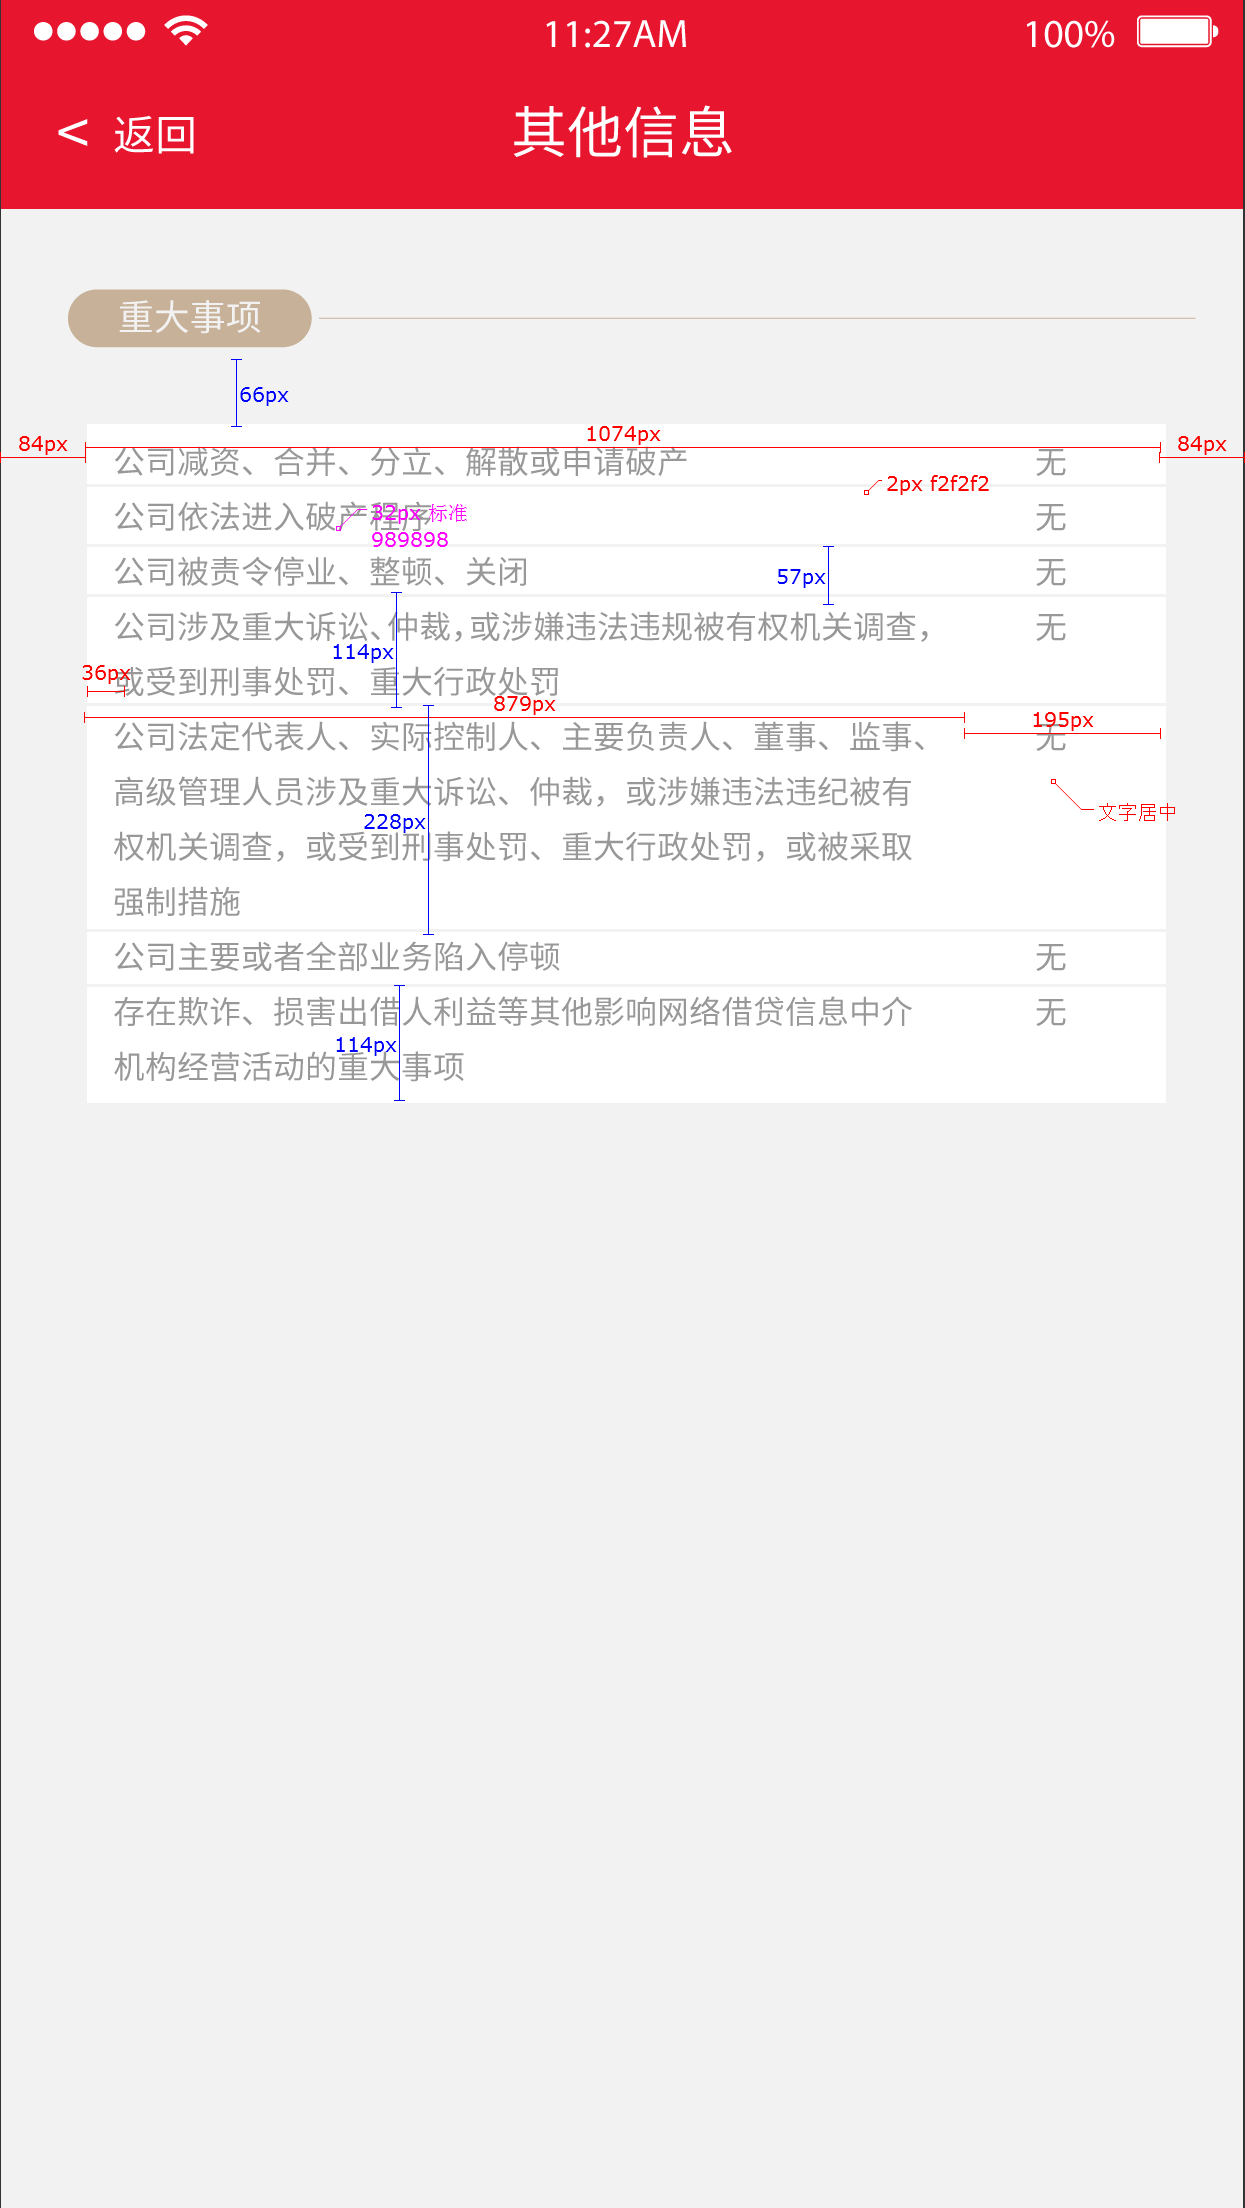 11:27AM
100%
< 返回
其他信息
重大事项
66px
84px
1074px
84px
公司减资、合并、分立、解散或申请破产
无
2px f2f2f2
公司依法进入破产程序
无
32px 标准
989898
公司被责令停业、整顿、关闭
无
57px
公司涉及重大诉讼、仲裁，或涉嫌违法违规被有权机关调查，
无
114px
36px
或受到刑事处罚、重大行政处罚
879px
195px
公司法定代表人、实际控制人、主要负责人、董事、监事、
无
高级管理人员涉及重大诉讼、仲裁，或涉嫌违法违纪被有
文字居中
228px
权机关调查，或受到刑事处罚、重大行政处罚，或被采取
强制措施
公司主要或者全部业务陷入停顿
无
存在欺诈、损害出借人利益等其他影响网络借贷信息中介
无
114px
机构经营活动的重大事项